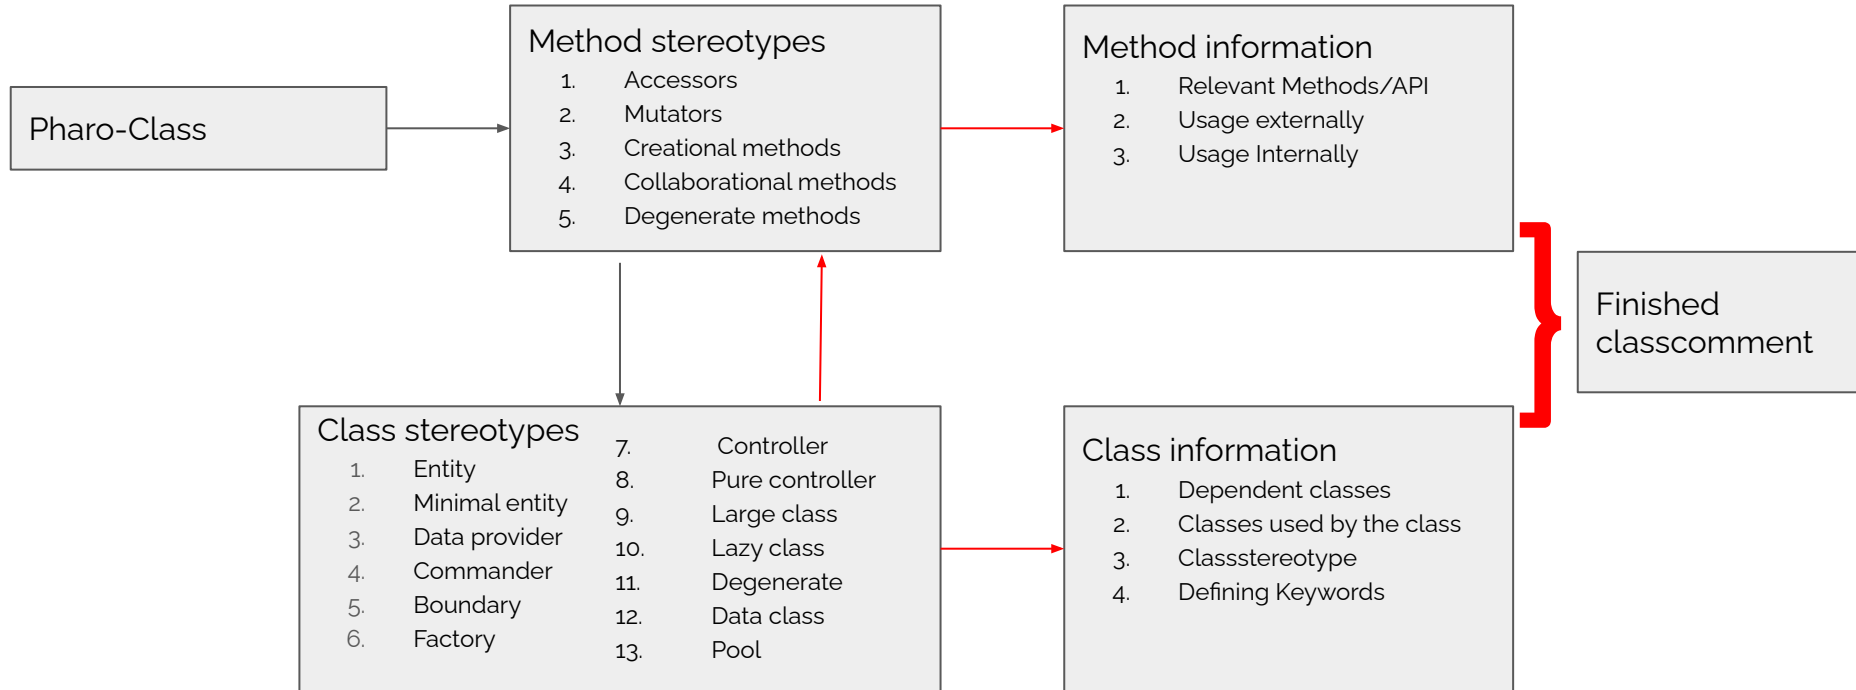 Pharo-Class
Method stereotypes
1. Accessors
2. Mutators
3. Creational methods
4. Collaborational methods
5. Degenerate methods
Method information
1. Relevant Methods/API
2. Usage externally
3. Usage Internally
Class stereotypes
1. Entity
2. Minimal entity
3. Data provider
4. Commander
5. Boundary
6. Factory
7. Controller
8. Pure controller
9. Large class
10. Lazy class
11. Degenerate
12. Data class
13. Pool
Class information
1. Dependent classes
2. Classes used by the class
3. Classstereotype
4. Defining Keywords
}
Finished
classcomment